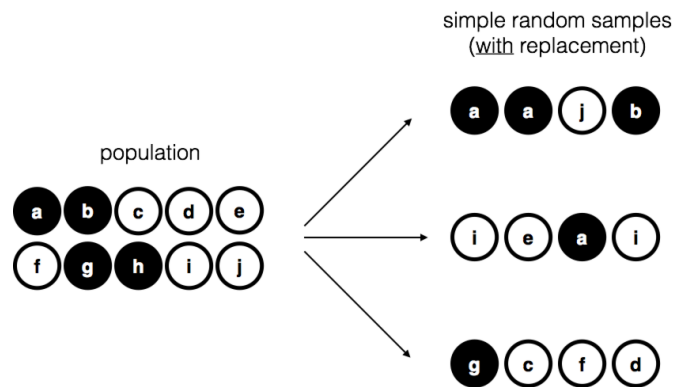 simple random samples
(with replacement)
a a j b
population
a b c d e
f g h i j
i e a i
g c f d